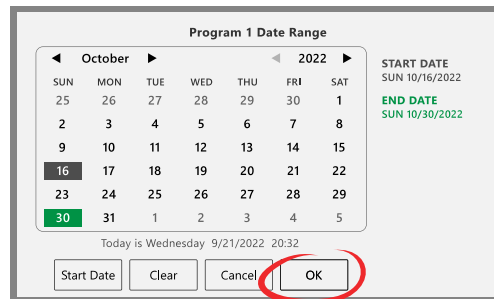 Program 1 Date Range
◀ October ▶ ◀ 2022 ▶
SUN MON TUE WED THU FRI SAT
25 26 27 28 29 30 1
2 3 4 5 6 7 8
9 10 11 12 13 14 15
16 17 18 19 20 21 22
23 24 25 26 27 28 29
30 31 1 2 3 4 5
Today is Wednesday 9/21/2022 20:32
Start Date Clear Cancel OK
START DATE
SUN 10/16/2022
END DATE
SUN 10/30/2022